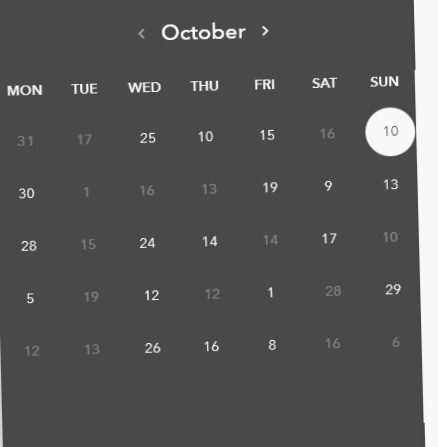 ‹ October ›
MON TUE WED THU FRI SAT SUN
31 17 25 10 15 16 10
30 1 16 13 19 9 13
28 15 24 14 14 17 10
5 19 12 12 1 28 29
12 13 26 16 8 16 6